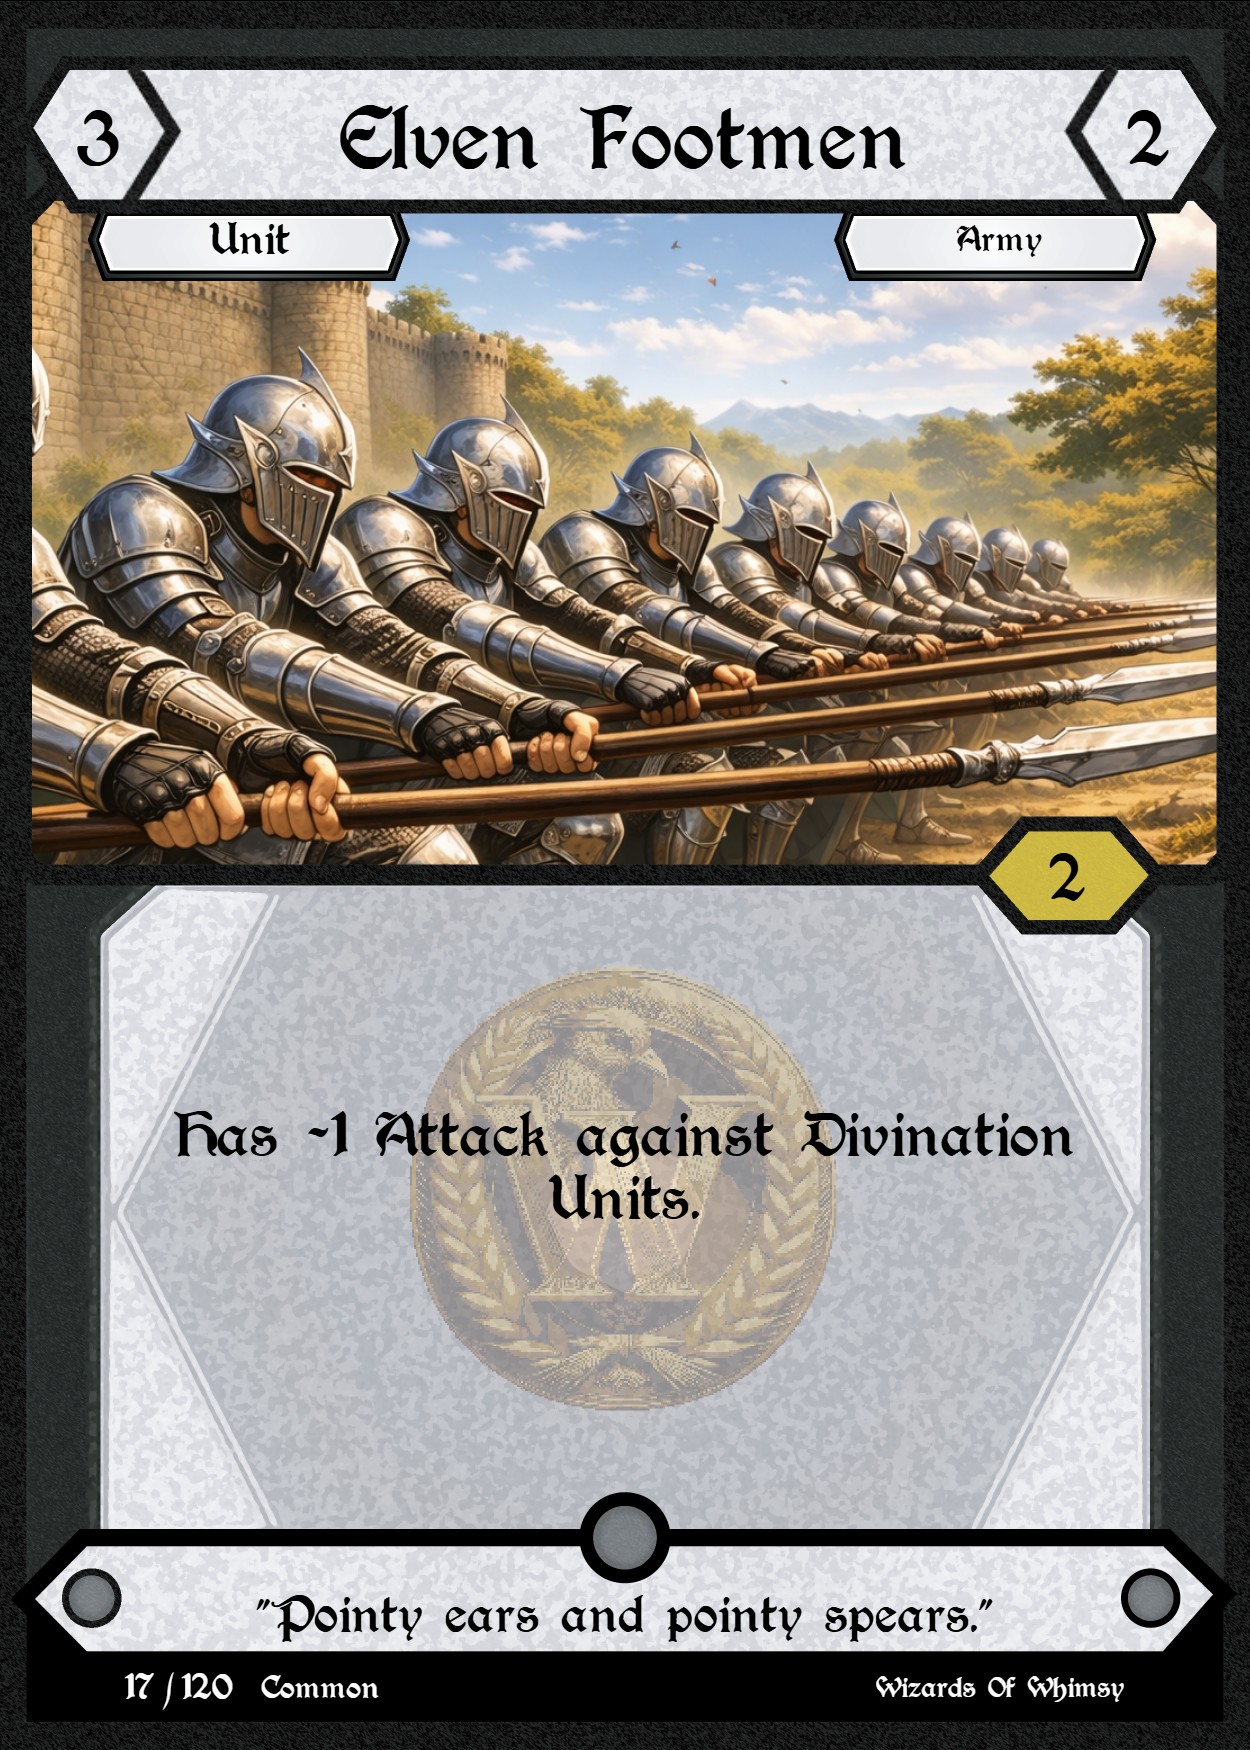 3 Elven Footmen 2
Unit Army
2
Has -1 Attack against Divination
Units.
W
"Pointy ears and pointy spears."
17 / 120 Common Wizards Of Whimsy